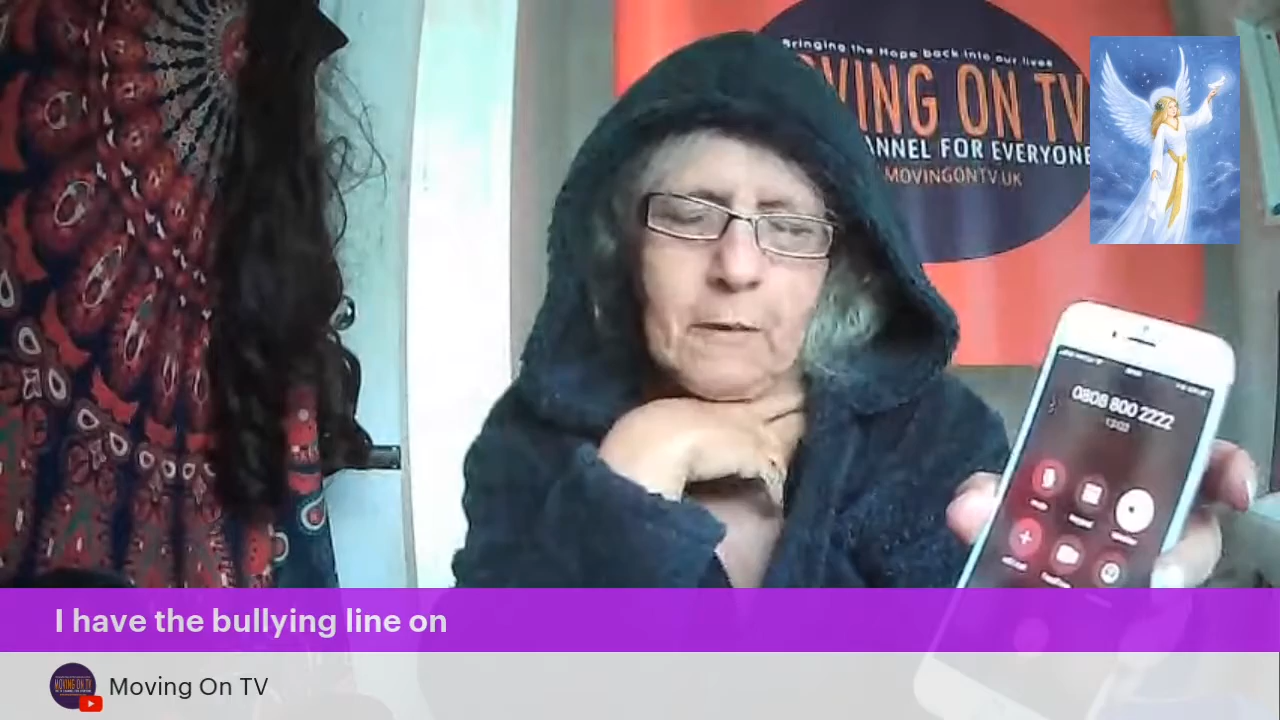 Bringing the Hope back into our lives
VING ON TV
ANNEL FOR EVERYONE
MOVINGONTV.UK
0808 800 2222
I have the bullying line on
Moving On TV